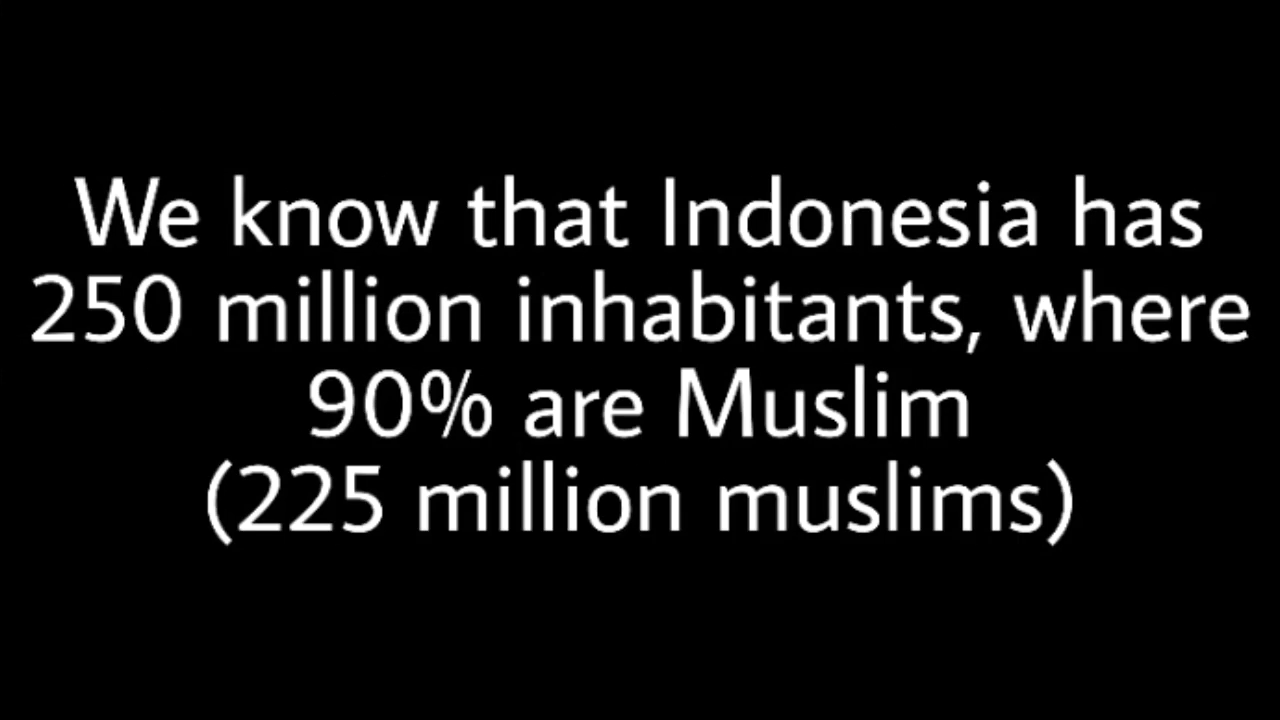 We know that Indonesia has
250 million inhabitants, where
90% are Muslim
(225 million muslims)